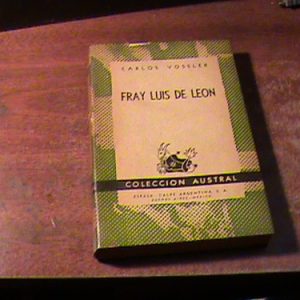 CARLOS VOSSLER
FRAY LUIS DE LEON
COLECCION AUSTRAL
ESPASA-CALPE ARGENTINA S.A.
BUENOS AIRES-MEXICO